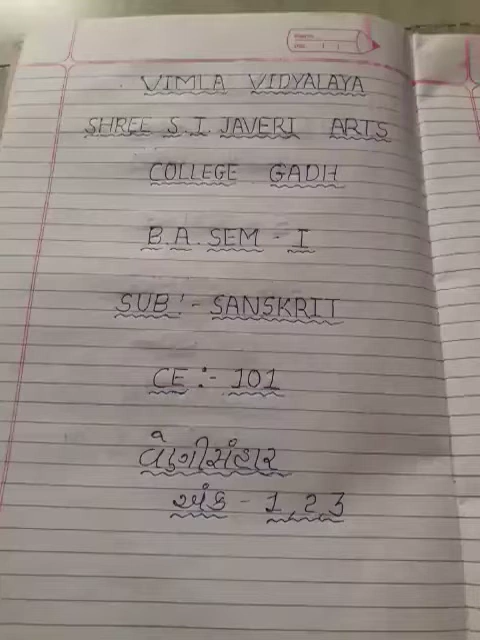 VIMLA VIDYALAYA
SHREE S.I JAVERI ARTS
COLLEGE GADH
B.A. SEM - I
SUB:- SANSKRIT
CE:- 101
વેણીસંહાર
અંક - 1,2,3